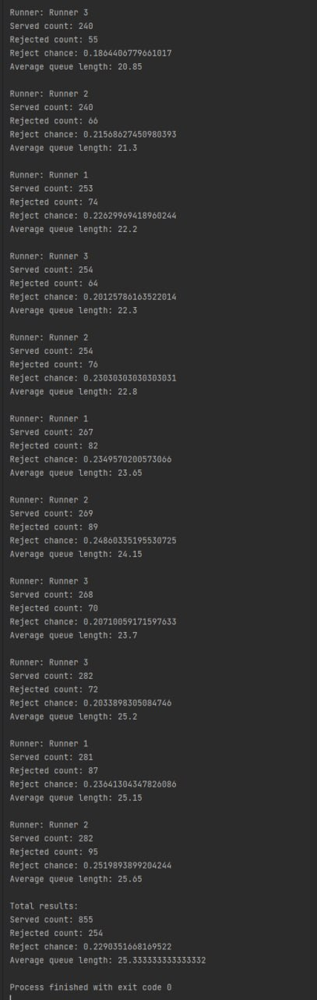 Runner: Runner 3
Served count: 240
Rejected count: 55
Reject chance: 0.1864406779661017
Average queue length: 20.85
Runner: Runner 2
Served count: 240
Rejected count: 66
Reject chance: 0.21568627450980393
Average queue length: 21.3
Runner: Runner 1
Served count: 253
Rejected count: 74
Reject chance: 0.22629969418960244
Average queue length: 22.2
Runner: Runner 3
Served count: 254
Rejected count: 64
Reject chance: 0.20125786163522014
Average queue length: 22.3
Runner: Runner 2
Served count: 254
Rejected count: 76
Reject chance: 0.23030303030303031
Average queue length: 22.8
Runner: Runner 1
Served count: 267
Rejected count: 82
Reject chance: 0.2349570200573066
Average queue length: 23.65
Runner: Runner 2
Served count: 269
Rejected count: 89
Reject chance: 0.24860335195530725
Average queue length: 24.15
Runner: Runner 3
Served count: 268
Rejected count: 70
Reject chance: 0.20710059171597633
Average queue length: 23.7
Runner: Runner 3
Served count: 282
Rejected count: 72
Reject chance: 0.2033898305084746
Average queue length: 25.2
Runner: Runner 1
Served count: 281
Rejected count: 87
Reject chance: 0.23641304347826086
Average queue length: 25.15
Runner: Runner 2
Served count: 282
Rejected count: 95
Reject chance: 0.2519893899204244
Average queue length: 25.65
Total results:
Served count: 855
Rejected count: 254
Reject chance: 0.2290351668169522
Average queue length: 25.333333333333332
Process finished with exit code 0